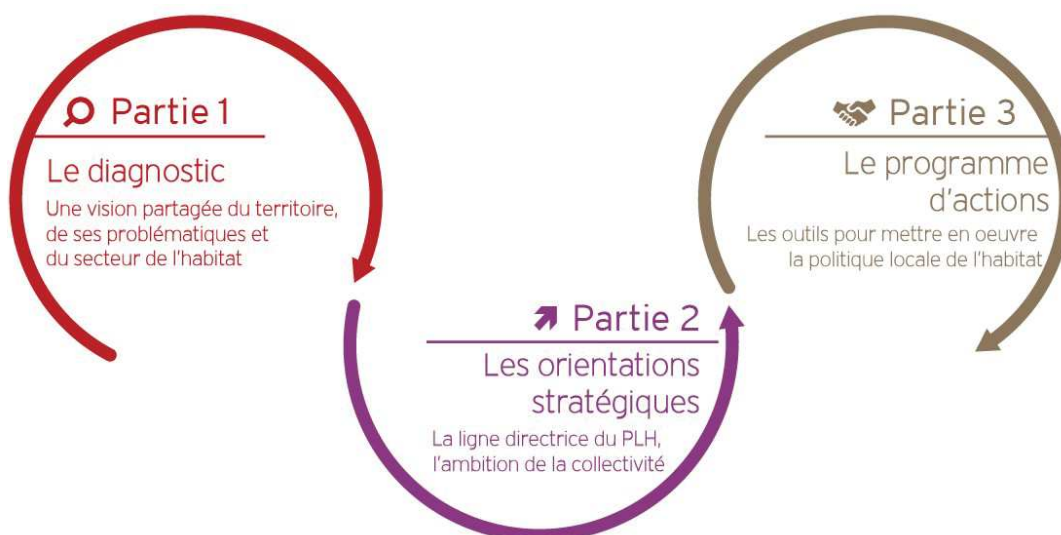 Partie 1
Le diagnostic
Une vision partagée du territoire,
de ses problématiques et
du secteur de l'habitat
Partie 2
Les orientations
stratégiques
La ligne directrice du PLH,
l'ambition de la collectivité
Partie 3
Le programme
d'actions
Les outils pour mettre en oeuvre
la politique locale de l'habitat